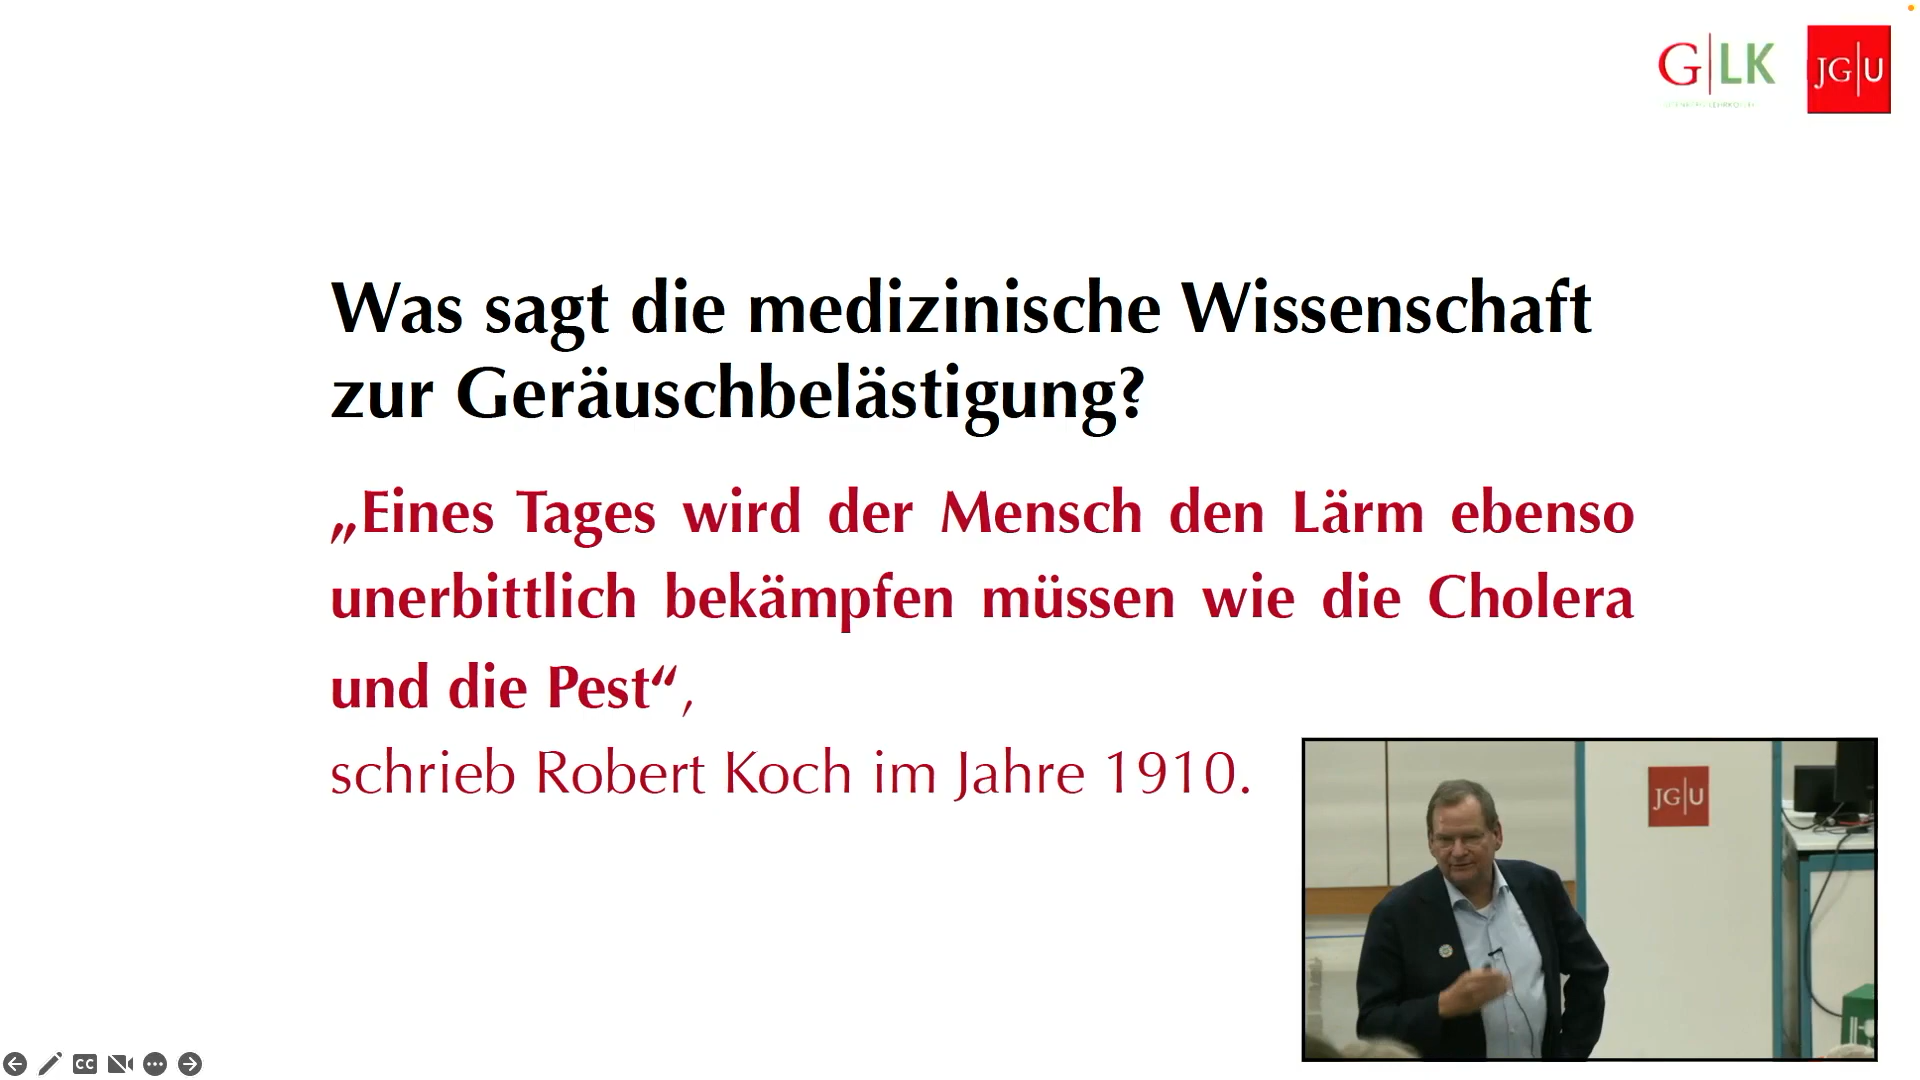 G|LK
JG|U
Was sagt die medizinische Wissenschaft
zur Geräuschbelästigung?
„Eines Tages wird der Mensch den Lärm ebenso
unerbittlich bekämpfen müssen wie die Cholera
und die Pest“,
schrieb Robert Koch im Jahre 1910.
JG|U
CC